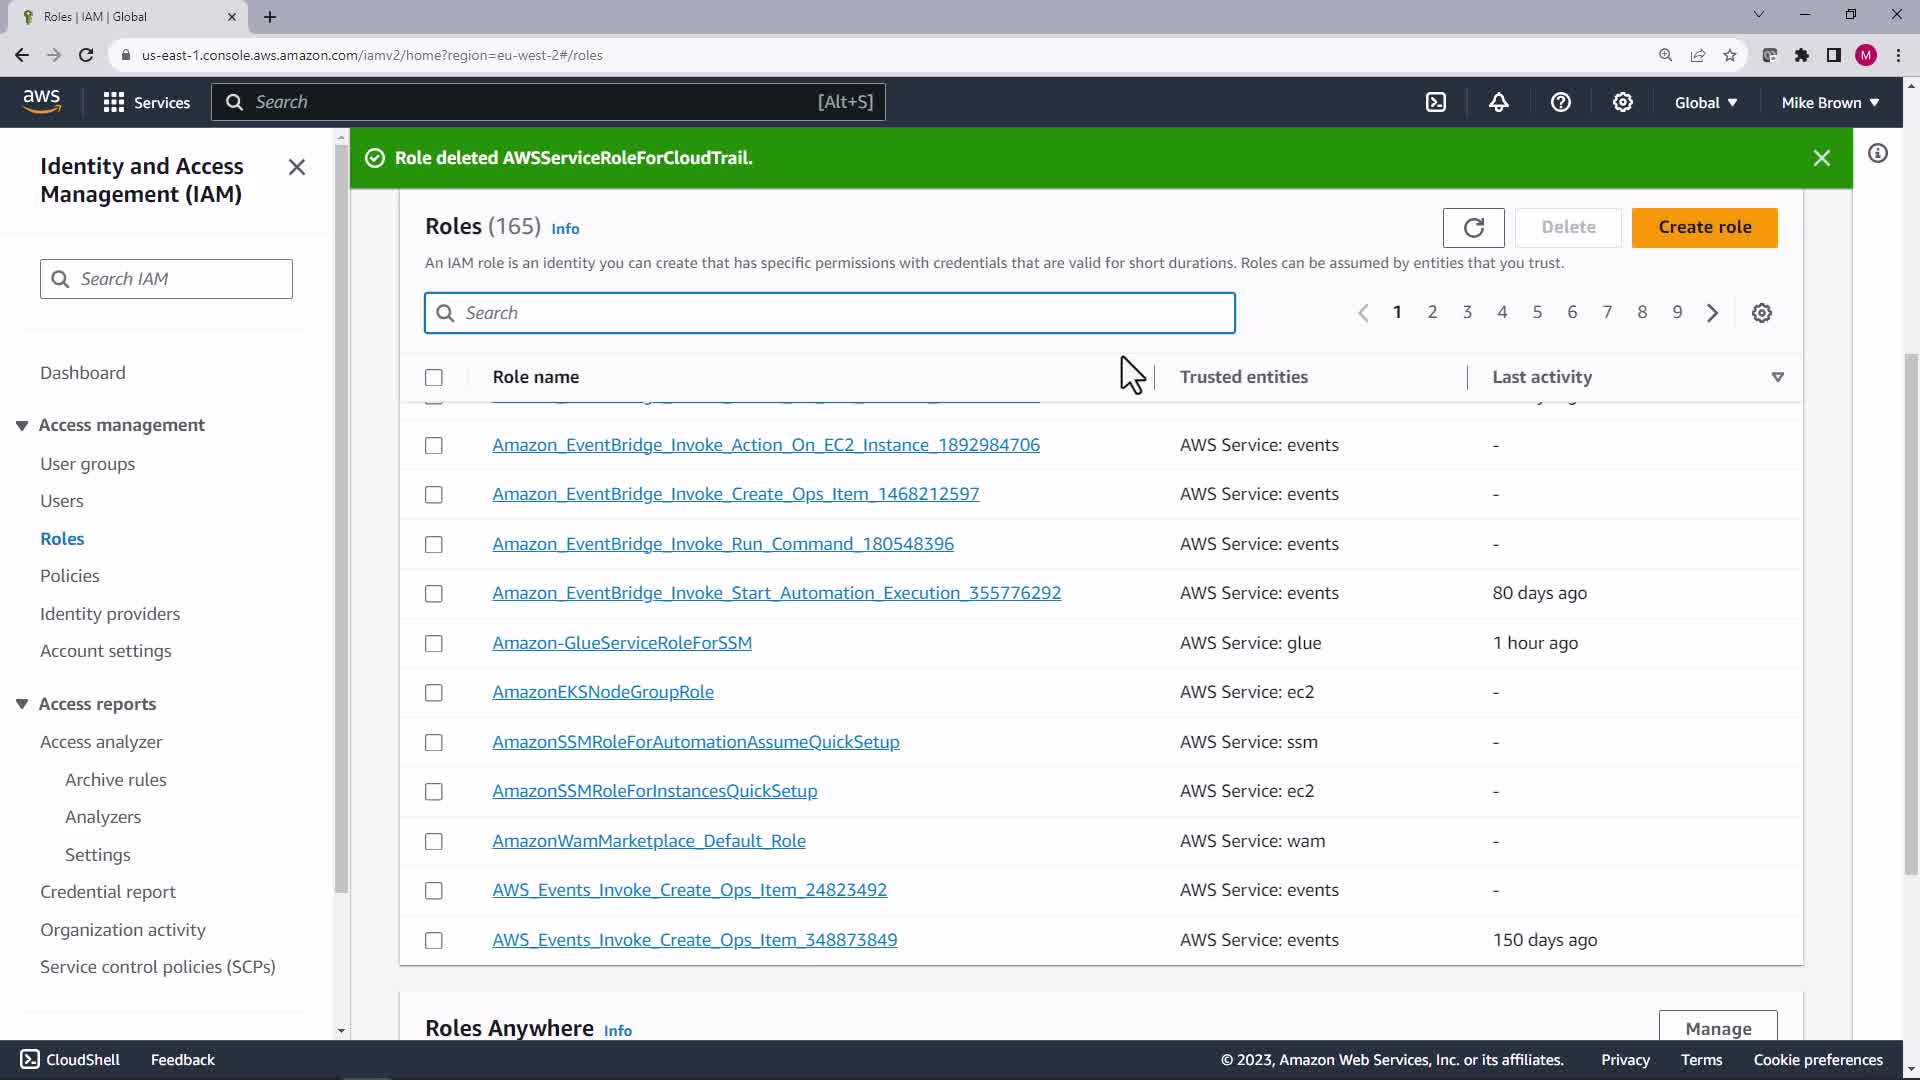 Roles | IAM | Global
us-east-1.console.aws.amazon.com/iamv2/home?region=eu-west-2#/roles
M
aws
Services
Search
[Alt+S]
Global
Mike Brown
Identity and Access
Management (IAM)
Search IAM
Dashboard
Access management
User groups
Users
Roles
Policies
Identity providers
Account settings
Access reports
Access analyzer
Archive rules
Analyzers
Settings
Credential report
Organization activity
Service control policies (SCPs)
Role deleted AWSServiceRoleForCloudTrail.
Roles (165) Info
Delete
Create role
An IAM role is an identity you can create that has specific permissions with credentials that are valid for short durations. Roles can be assumed by entities that you trust.
Search
1 2 3 4 5 6 7 8 9
Role name Trusted entities Last activity
Amazon_EventBridge_Invoke_Action_On_EC2_Instance_1892984706 AWS Service: events -
Amazon_EventBridge_Invoke_Create_Ops_Item_1468212597 AWS Service: events -
Amazon_EventBridge_Invoke_Run_Command_180548396 AWS Service: events -
Amazon_EventBridge_Invoke_Start_Automation_Execution_355776292 AWS Service: events 80 days ago
Amazon-GlueServiceRoleForSSM AWS Service: glue 1 hour ago
AmazonEKSNodeGroupRole AWS Service: ec2 -
AmazonSSMRoleForAutomationAssumeQuickSetup AWS Service: ssm -
AmazonSSMRoleForInstancesQuickSetup AWS Service: ec2 -
AmazonWamMarketplace_Default_Role AWS Service: wam -
AWS_Events_Invoke_Create_Ops_Item_24823492 AWS Service: events -
AWS_Events_Invoke_Create_Ops_Item_348873849 AWS Service: events 150 days ago
Roles Anywhere Info
Manage
CloudShell
Feedback
© 2023, Amazon Web Services, Inc. or its affiliates.
Privacy
Terms
Cookie preferences